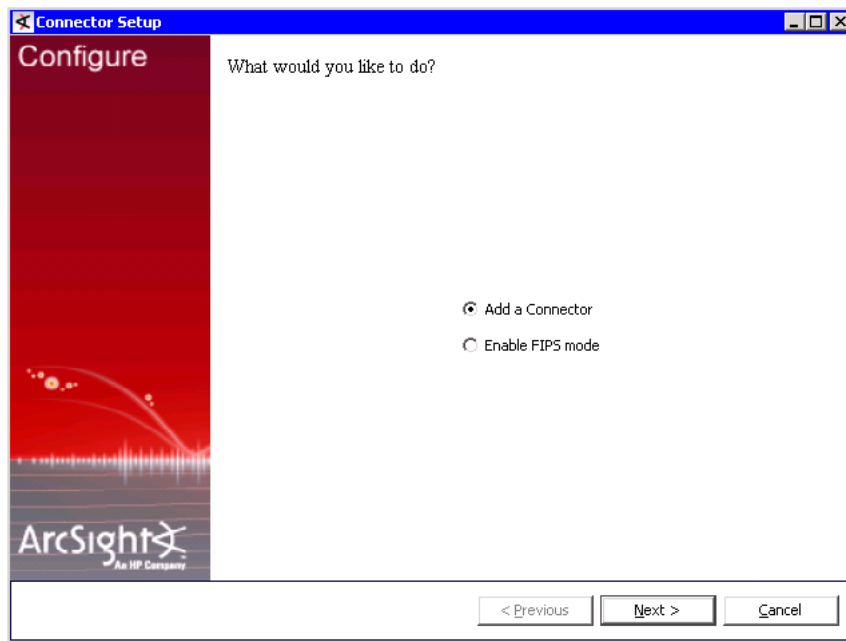 Connector Setup
Configure
What would you like to do?
Add a Connector
Enable FIPS mode
ArcSight
An HP Company
< Previous
Next >
Cancel